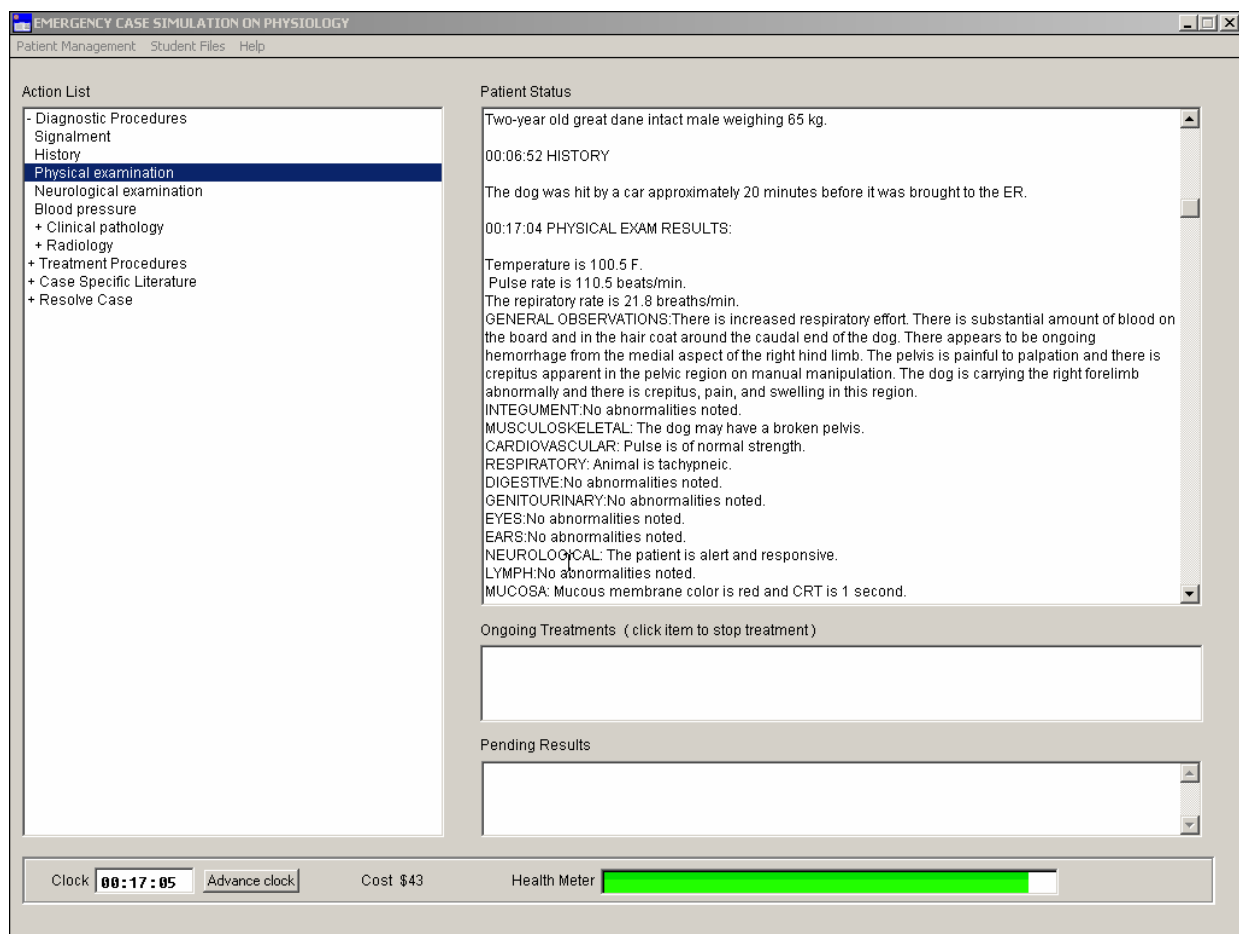 EMERGENCY CASE SIMULATION ON PHYSIOLOGY
Patient Management Student Files Help
Action List
- Diagnostic Procedures
Signalment
History
Physical examination
Neurological examination
Blood pressure
+ Clinical pathology
+ Radiology
+ Treatment Procedures
+ Case Specific Literature
+ Resolve Case
Patient Status
Two-year old great dane intact male weighing 65 kg.
00:06:52 HISTORY
The dog was hit by a car approximately 20 minutes before it was brought to the ER.
00:17:04 PHYSICAL EXAM RESULTS:
Temperature is 100.5 F.
Pulse rate is 110.5 beats/min.
The repiratory rate is 21.8 breaths/min.
GENERAL OBSERVATIONS:There is increased respiratory effort. There is substantial amount of blood on
the board and in the hair coat around the caudal end of the dog. There appears to be ongoing
hemorrhage from the medial aspect of the right hind limb. The pelvis is painful to palpation and there is
crepitus apparent in the pelvic region on manual manipulation. The dog is carrying the right forelimb
abnormally and there is crepitus, pain, and swelling in this region.
INTEGUMENT:No abnormalities noted.
MUSCULOSKELETAL: The dog may have a broken pelvis.
CARDIOVASCULAR: Pulse is of normal strength.
RESPIRATORY: Animal is tachypneic.
DIGESTIVE:No abnormalities noted.
GENITOURINARY:No abnormalities noted.
EYES:No abnormalities noted.
EARS:No abnormalities noted.
NEUROLOGICAL: The patient is alert and responsive.
LYMPH:No abnormalities noted.
MUCOSA: Mucous membrane color is red and CRT is 1 second.
Ongoing Treatments ( click item to stop treatment )
Pending Results
Clock 00:17:05 Advance clock Cost $43 Health Meter